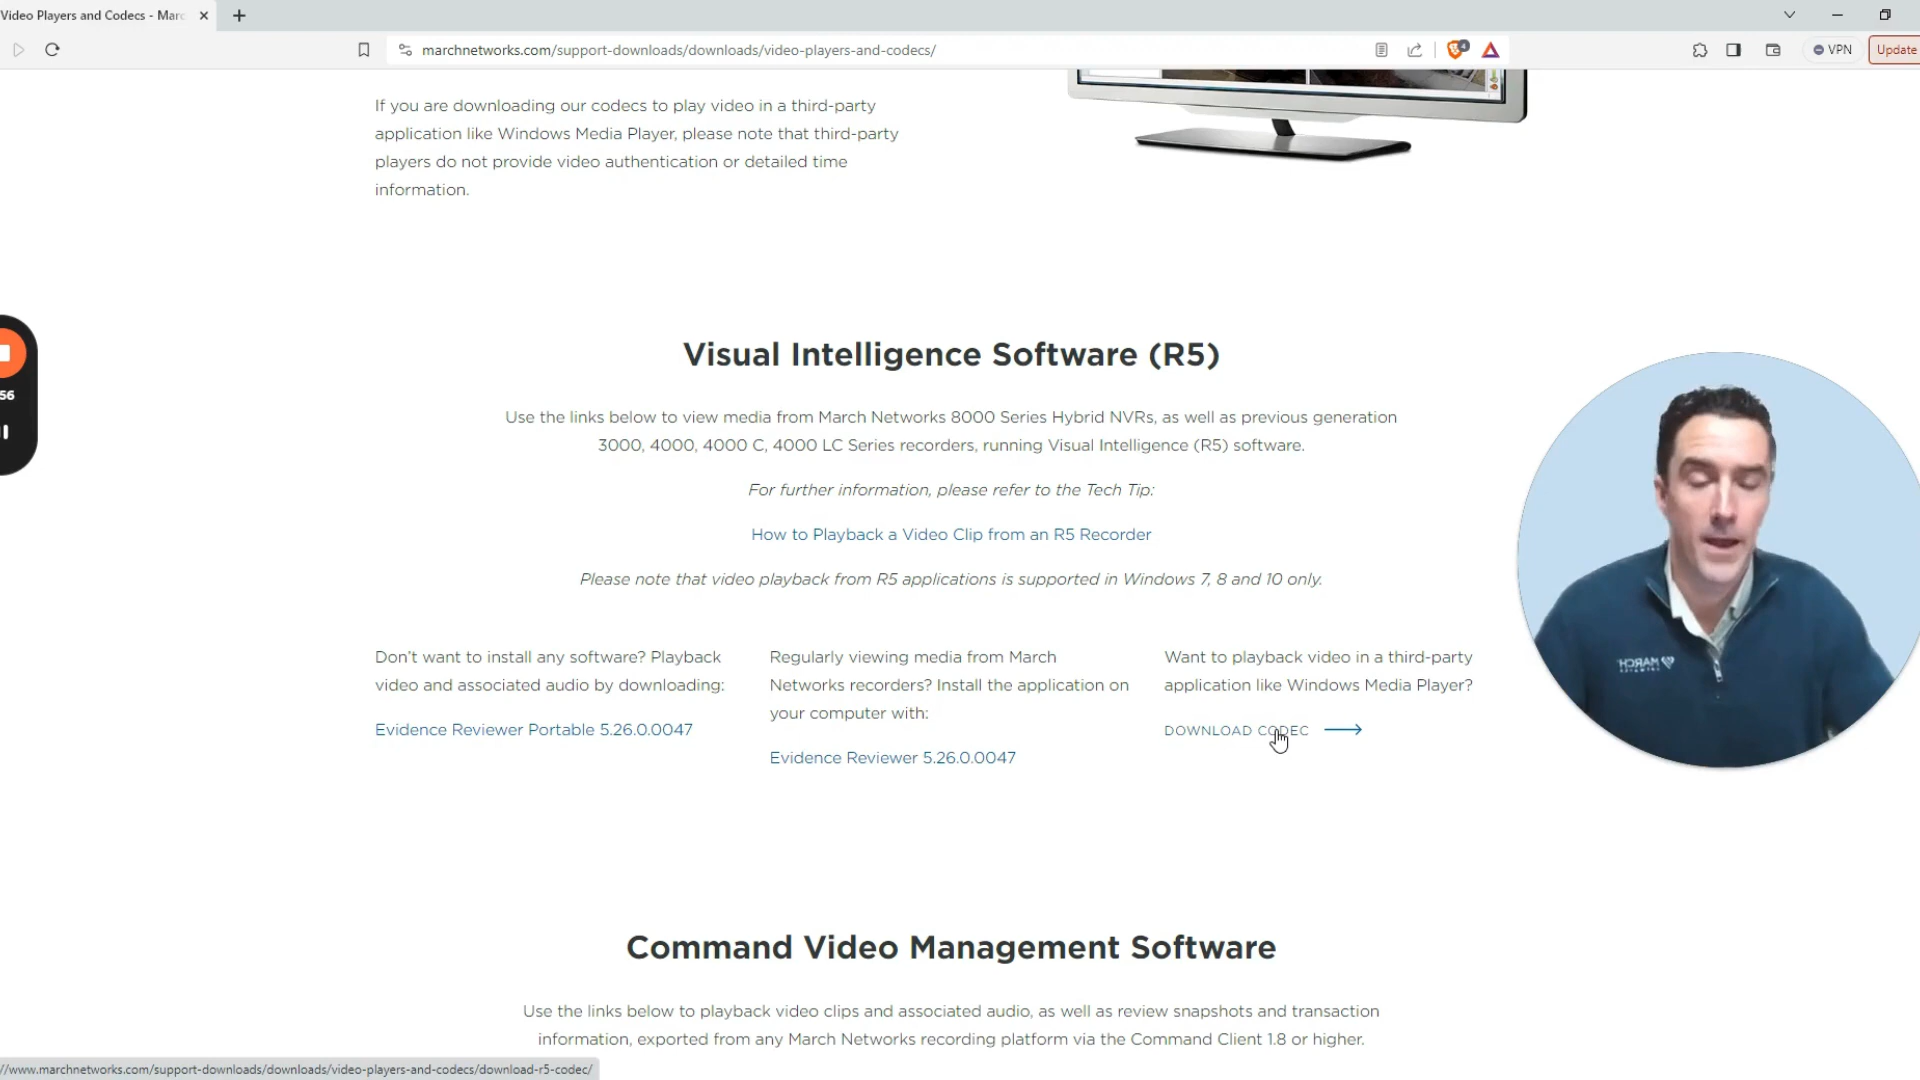 Video Players and Codecs - Marc
marchnetworks.com/support-downloads/downloads/video-players-and-codecs/
4
VPN
Update
If you are downloading our codecs to play video in a third-party
application like Windows Media Player, please note that third-party
players do not provide video authentication or detailed time
information.
56
Visual Intelligence Software (R5)
Use the links below to view media from March Networks 8000 Series Hybrid NVRs, as well as previous generation
3000, 4000, 4000 C, 4000 LC Series recorders, running Visual Intelligence (R5) software.
For further information, please refer to the Tech Tip:
How to Playback a Video Clip from an R5 Recorder
Please note that video playback from R5 applications is supported in Windows 7, 8 and 10 only.
Don't want to install any software? Playback
video and associated audio by downloading:
Evidence Reviewer Portable 5.26.0.0047
Regularly viewing media from March
Networks recorders? Install the application on
your computer with:
Evidence Reviewer 5.26.0.0047
Want to playback video in a third-party
application like Windows Media Player?
DOWNLOAD CODEC
MARCH
NETWORKS
Command Video Management Software
Use the links below to playback video clips and associated audio, as well as review snapshots and transaction
information, exported from any March Networks recording platform via the Command Client 1.8 or higher.
//www.marchnetworks.com/support-downloads/downloads/video-players-and-codecs/download-r5-codec/